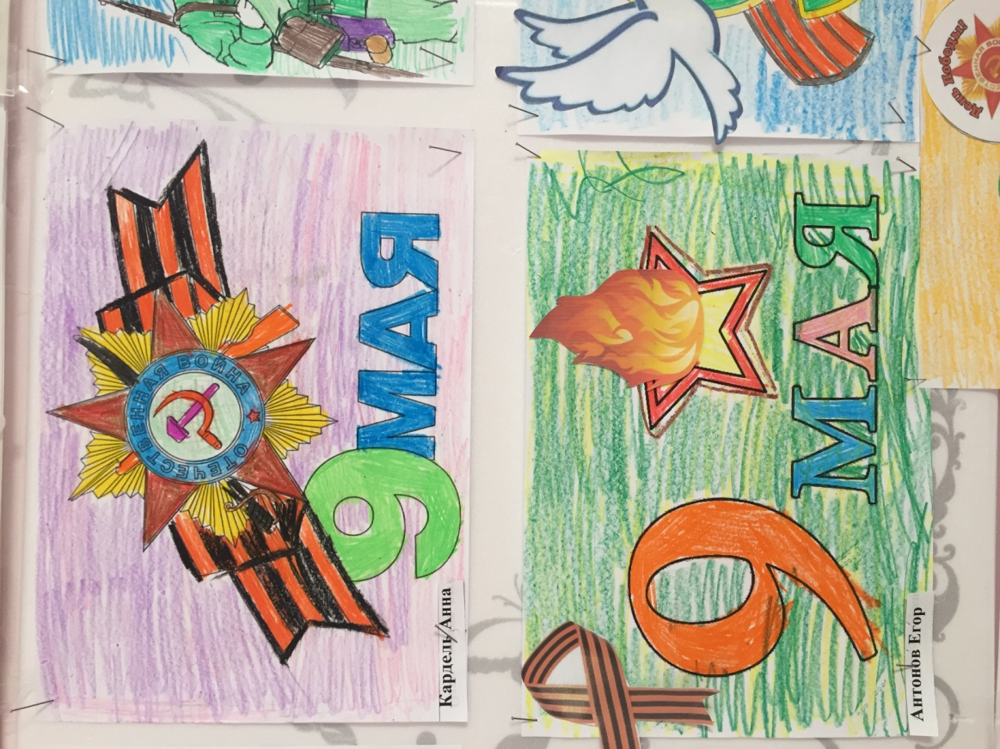 ОТЕЧЕСТВЕННАЯ ВОЙНА
9 МАЯ
Кардель Анна
9 МАЯ
Антонов Егор
День Победы!